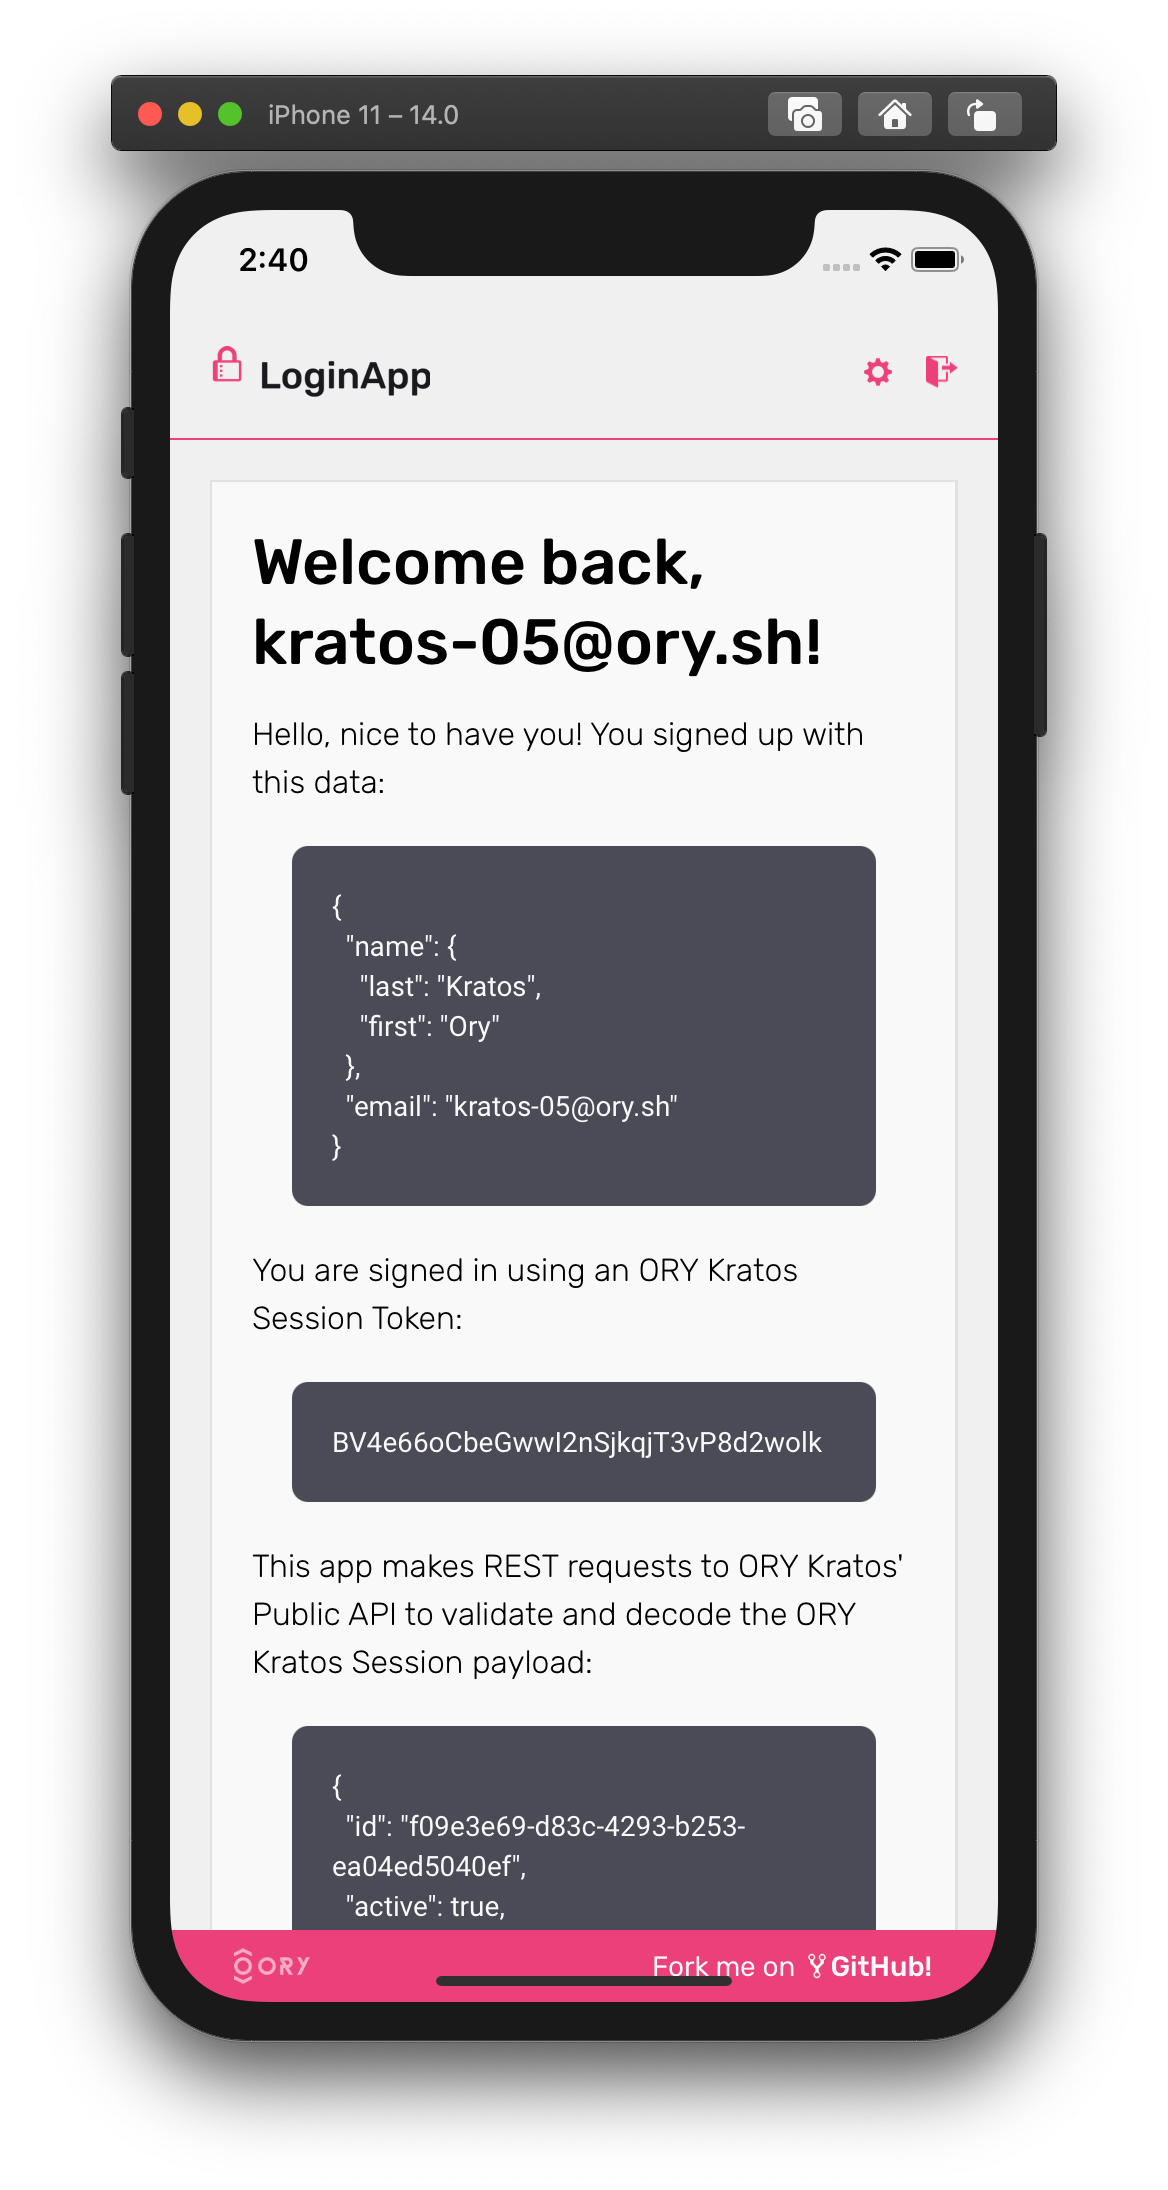 iPhone 11 – 14.0
2:40
LoginApp
Welcome back,
kratos-05@ory.sh!
Hello, nice to have you! You signed up with
this data:
{
"name": {
"last": "Kratos",
"first": "Ory"
},
"email": "kratos-05@ory.sh"
}
You are signed in using an ORY Kratos
Session Token:
BV4e66oCbeGwwI2nSjkqjT3vP8d2wolk
This app makes REST requests to ORY Kratos'
Public API to validate and decode the ORY
Kratos Session payload:
{
"id": "f09e3e69-d83c-4293-b253-
ea04ed5040ef",
"active": true,
ORY
Fork me on GitHub!